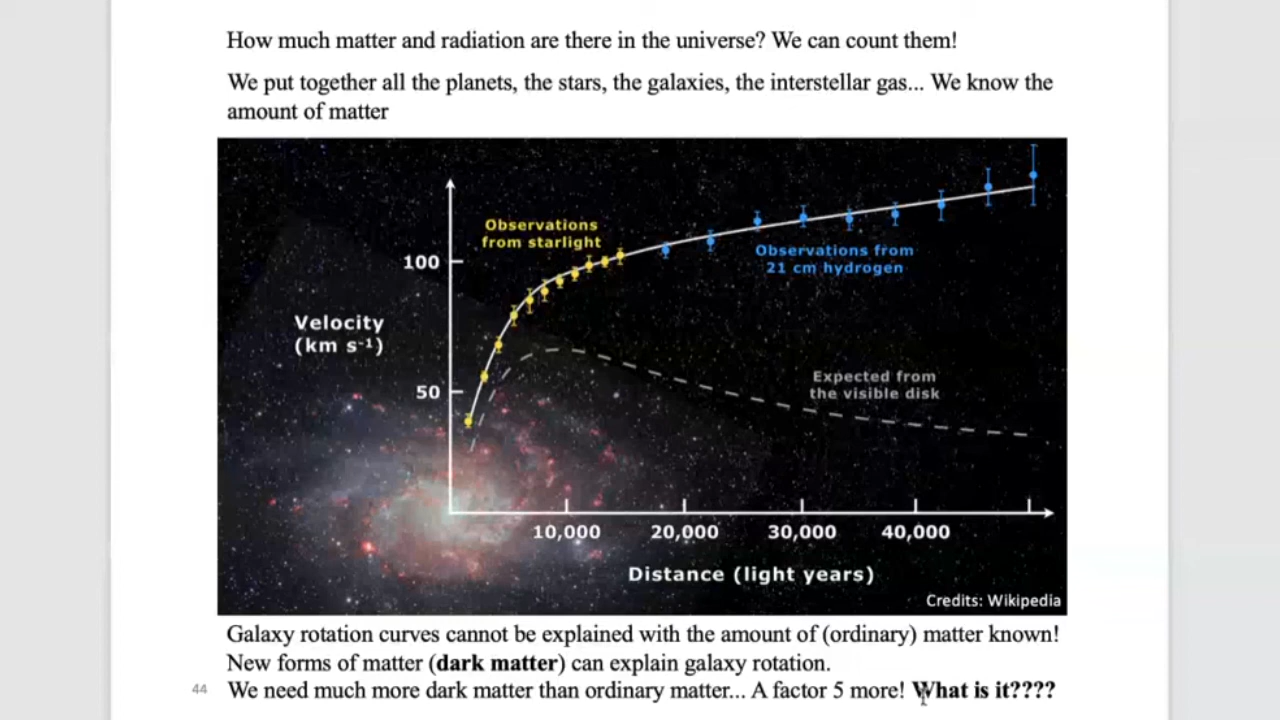 How much matter and radiation are there in the universe? We can count them!
We put together all the planets, the stars, the galaxies, the interstellar gas... We know the
amount of matter
Observations
from starlight
Observations from
21 cm hydrogen
100
Velocity
(km s-1)
Expected from
the visible disk
50
10,000 20,000 30,000 40,000
Distance (light years)
Credits: Wikipedia
Galaxy rotation curves cannot be explained with the amount of (ordinary) matter known!
New forms of matter (dark matter) can explain galaxy rotation.
44 We need much more dark matter than ordinary matter... A factor 5 more! What is it????